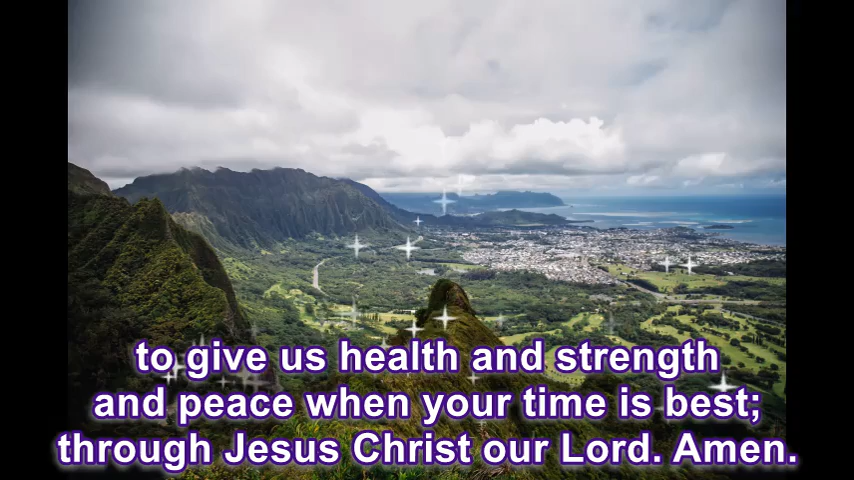 to give us health and strength
and peace when your time is best;
through Jesus Christ our Lord. Amen.